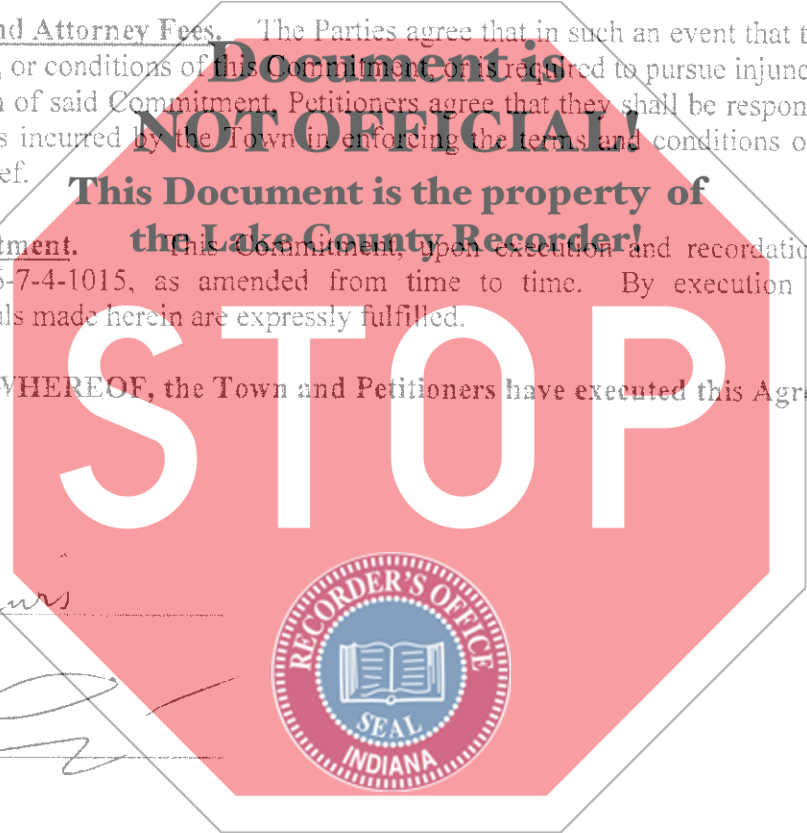 nd Attorney Fees. The Parties agree that in such an event that t
, or conditions of this Commitment, or is required to pursue injunc
n of said Commitment, Petitioners agree that they shall be respon
s incurred by the Town in enforcing the terms and conditions o
ef.
Document is
NOT OFFICIAL!
This Document is the property of
the Lake County Recorder!
tment. This Commitment, upon execution and recordatio
6-7-4-1015, as amended from time to time. By execution
als made herein are expressly fulfilled.
WHEREOF, the Town and Petitioners have executed this Agre
STOP
RECORDER'S OFFICE
SEAL
INDIANA